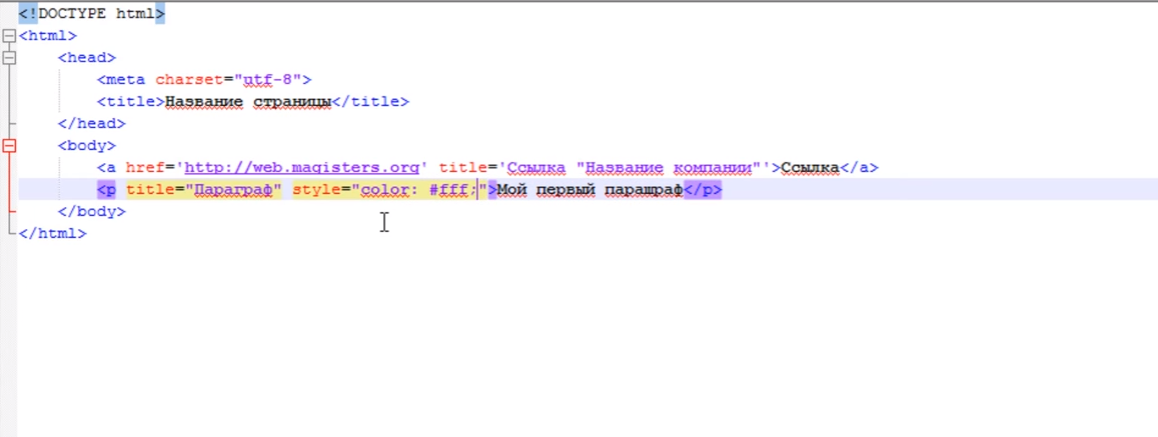 <!DOCTYPE html>
<html>
<head>
<meta charset="utf-8">
<title>Название страницы</title>
</head>
<body>
<a href='http://web.magisters.org' title='Ссылка "Название компании"'>Ссылка</a>
<p title="Параграф" style="color: #fff;">Мой первый паращраф</p>
</body>
</html>